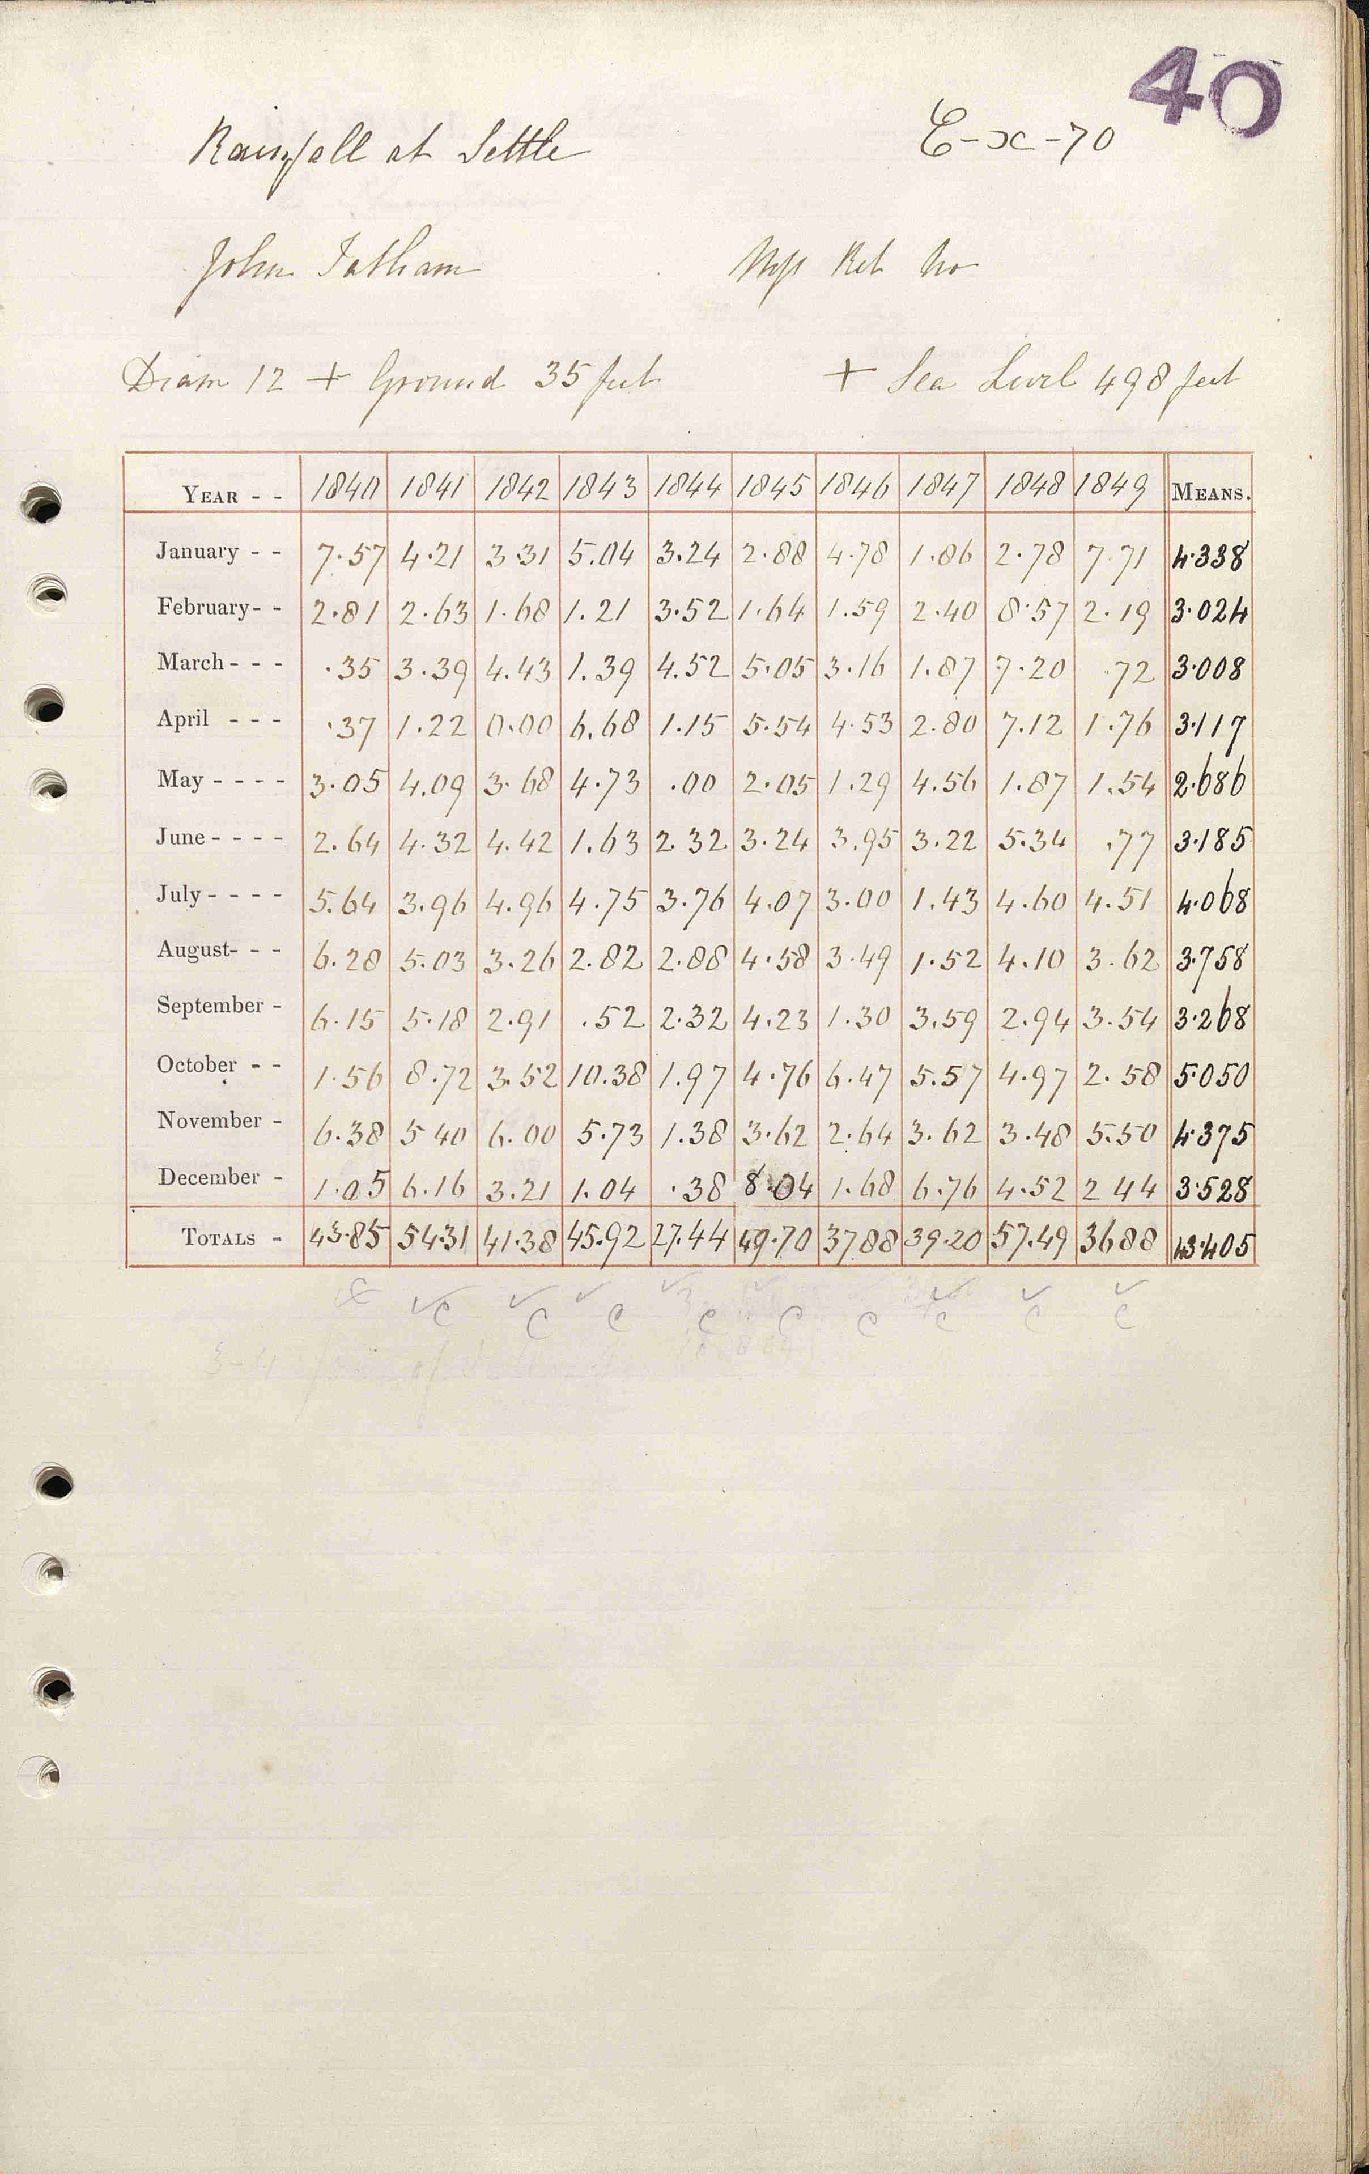 40
Rainfall at Settle E-x-70
John Tatham Mss Ret No
Diam 12 + Ground 35 feet + Sea Level 498 feet
YEAR - - 1840 1841 1842 1843 1844 1845 1846 1847 1848 1849 MEANS.
January - - 7.57 4.21 3.31 5.04 3.24 2.88 4.78 1.86 2.78 7.71 4.338
February - - 2.81 2.63 1.68 1.21 3.52 1.64 1.59 2.40 8.57 2.19 3.024
March - - - .35 3.39 4.43 1.39 4.52 5.05 3.16 1.87 7.20 .72 3.008
April - - - .37 1.22 0.00 6.68 1.15 5.54 4.53 2.80 7.12 1.76 3.117
May - - - - 3.05 4.09 3.68 4.73 .00 2.05 1.29 4.56 1.87 1.54 2.686
June - - - - 2.64 4.32 4.42 1.63 2.32 3.24 3.95 3.22 5.34 .77 3.185
July - - - - 5.64 3.96 4.96 4.75 3.76 4.07 3.00 1.43 4.60 4.51 4.068
August- - - 6.28 5.03 3.26 2.82 2.88 4.58 3.49 1.52 4.10 3.62 3.758
September - 6.15 5.18 2.91 .52 2.32 4.23 1.30 3.59 2.94 3.54 3.268
October - - 1.56 8.72 3.52 10.38 1.97 4.76 6.47 5.57 4.97 2.58 5.050
November - 6.38 5 40 6.00 5.73 1.38 3.62 2.64 3.62 3.48 5.50 4.375
December - 1.05 6.16 3.21 1.04 .38 8.04 1.68 6.76 4.52 2 44 3.528
TOTALS - 43.85 54.31 41.38 45.92 27.44 49.70 37.88 39.20 57.49 36.88 43.405
c c c c c c c c c